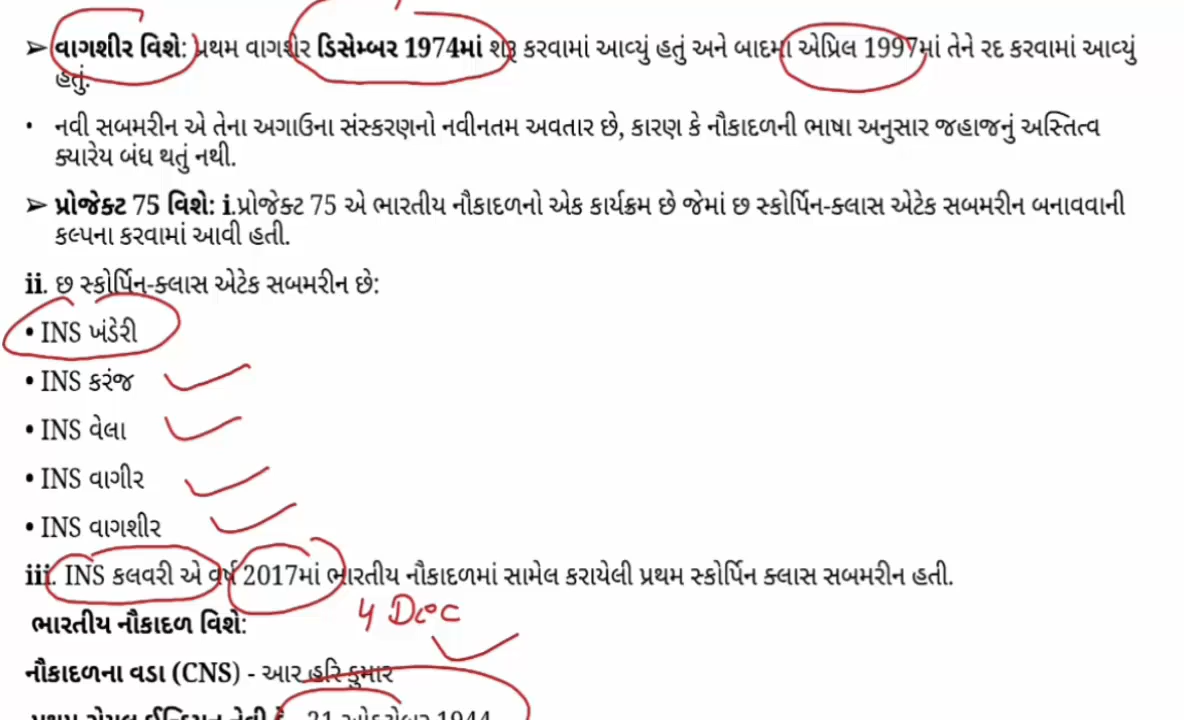 ➢ વાગશીર વિશે: પ્રથમ વાગશીર ડિસેમ્બર 1974માં શરૂ કરવામાં આવ્યું હતું અને બાદમાં એપ્રિલ 1997માં તેને રદ કરવામાં આવ્યું
હતું.
• નવી સબમરીન એ તેના અગાઉના સંસ્કરણનો નવીનતમ અવતાર છે, કારણ કે નૌકાદળની ભાષા અનુસાર જહાજનું અસ્તિત્વ
ક્યારેય બંધ થતું નથી.
➢ પ્રોજેક્ટ 75 વિશે: i.પ્રોજેક્ટ 75 એ ભારતીય નૌકાદળનો એક કાર્યક્રમ છે જેમાં છ સ્કોર્પિન-ક્લાસ એટેક સબમરીન બનાવવાની
કલ્પના કરવામાં આવી હતી.
ii. છ સ્કોર્પિન-ક્લાસ એટેક સબમરીન છે:
• INS ખંડેરી
• INS કરંજ
• INS વેલા
• INS વાગીર
• INS વાગશીર
iii. INS કલવરી એ વર્ષ 2017માં ભારતીય નૌકાદળમાં સામેલ કરાયેલી પ્રથમ સ્કોર્પિન ક્લાસ સબમરીન હતી.
4 Dec
ભારતીય નૌકાદળ વિશે:
નૌકાદળના વડા (CNS) - આર હરિ કુમાર
21 ઓક્ટોબર 1944